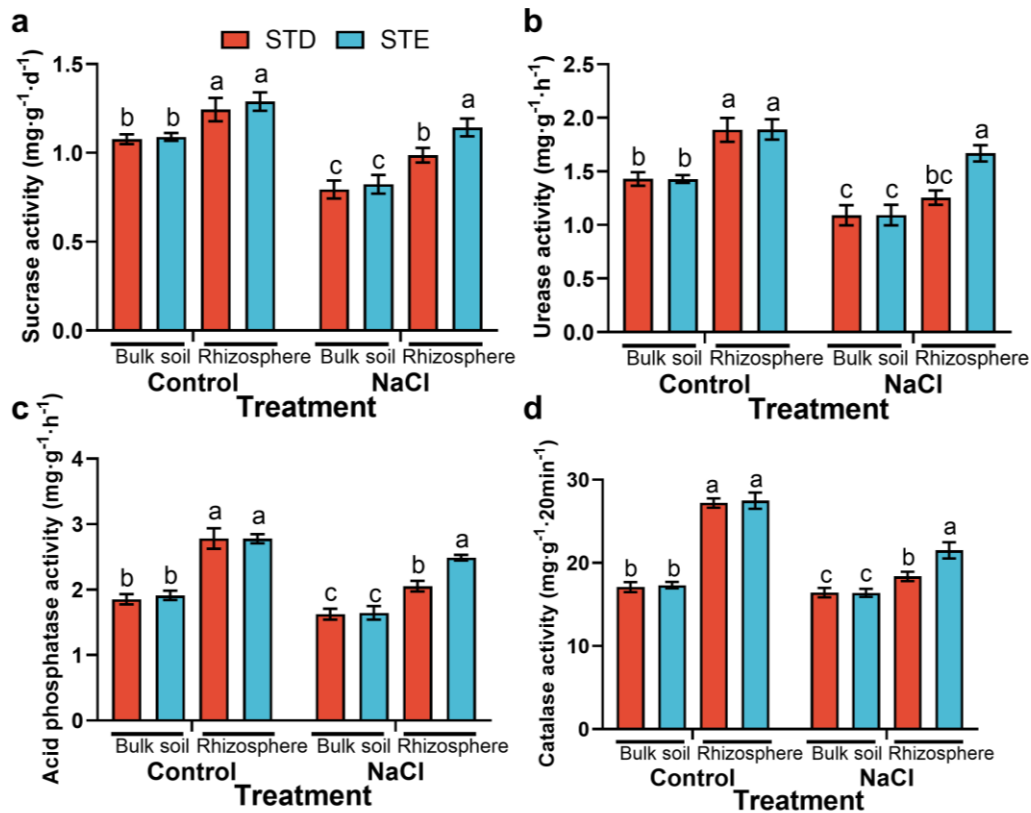 a
STD STE
Sucrase activity (mg·g⁻¹·d⁻¹)
1.5
1.0
0.5
0.0
b b a a c c b a
Bulk soil Rhizosphere Bulk soil Rhizosphere
Control NaCl
Treatment
b
Urease activity (mg·g⁻¹·h⁻¹)
2.5
2.0
1.5
1.0
0.5
0.0
b b a a c c bc a
Bulk soil Rhizosphere Bulk soil Rhizosphere
Control NaCl
Treatment
c
Acid phosphatase activity (mg·g⁻¹·h⁻¹)
4
3
2
1
0
b b a a c c b a
Bulk soil Rhizosphere Bulk soil Rhizosphere
Control NaCl
Treatment
d
Catalase activity (mg·g⁻¹·20min⁻¹)
30
20
10
0
b b a a c c b a
Bulk soil Rhizosphere Bulk soil Rhizosphere
Control NaCl
Treatment